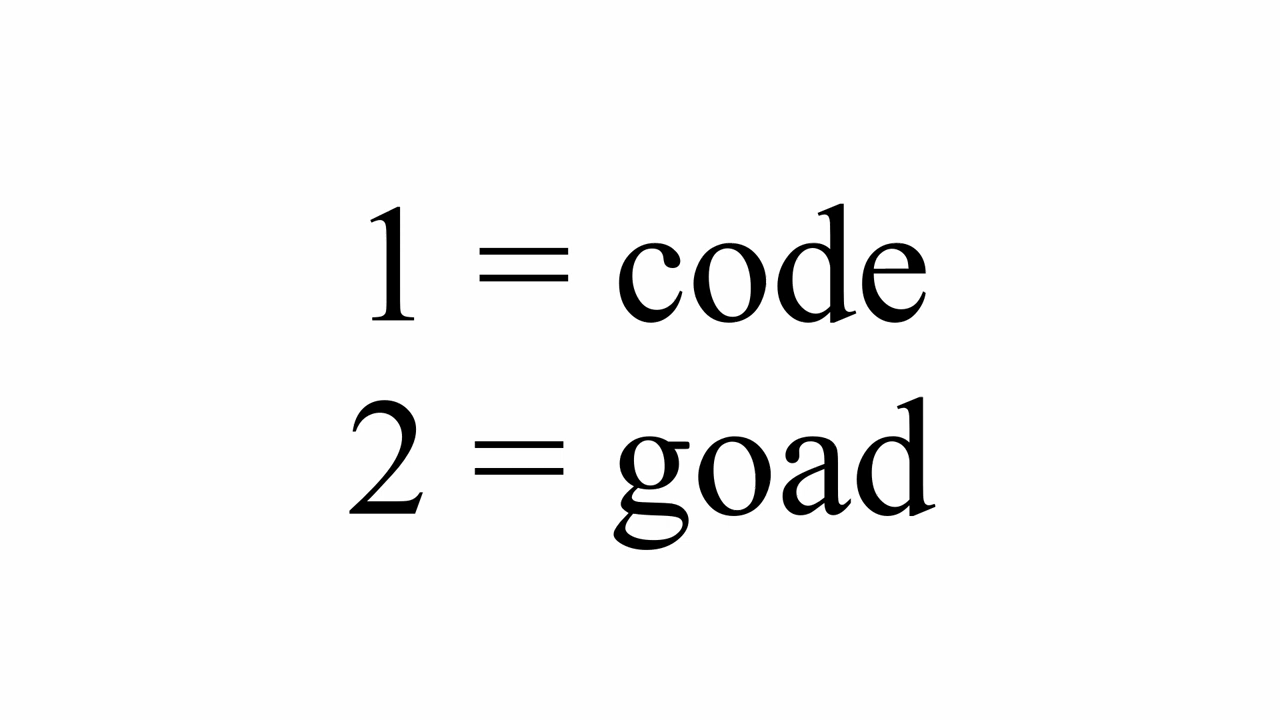 1 = code
2 = goad